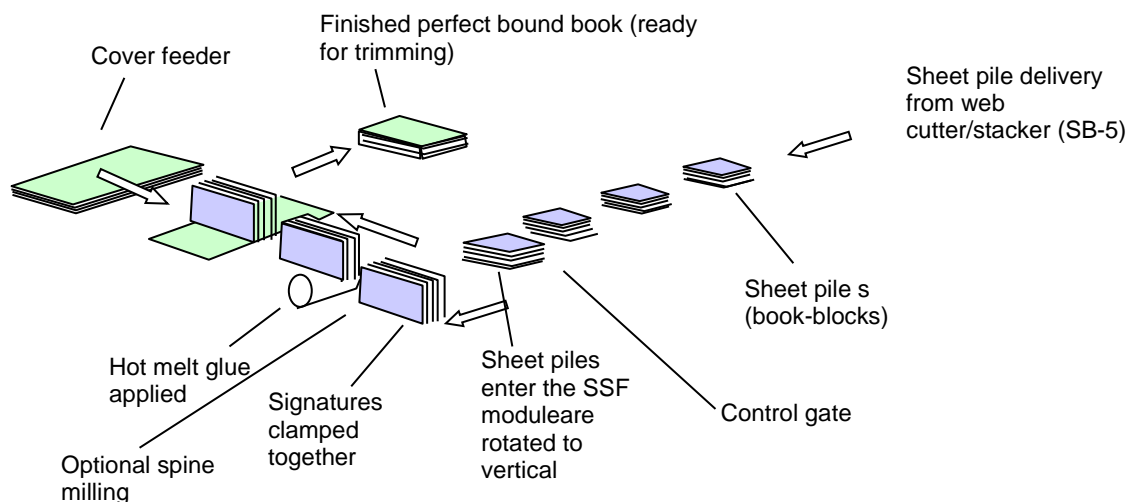 Finished perfect bound book (ready
for trimming)
Cover feeder
Sheet pile delivery
from web
cutter/stacker (SB-5)
Sheet pile s
(book-blocks)
Hot melt glue
applied
Signatures
clamped
together
Sheet piles
enter the SSF
moduleare
rotated to
vertical
Control gate
Optional spine
milling